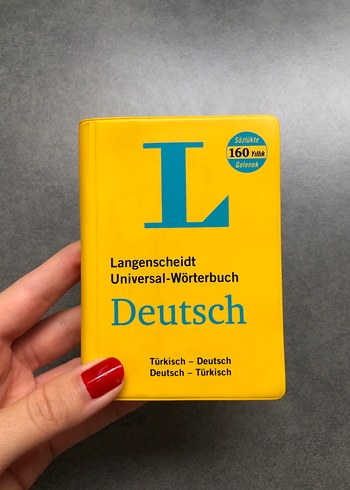 L
Sözlükte
160 Yıllık
Gelenek
Langenscheidt
Universal-Wörterbuch
Deutsch
Türkisch – Deutsch
Deutsch – Türkisch